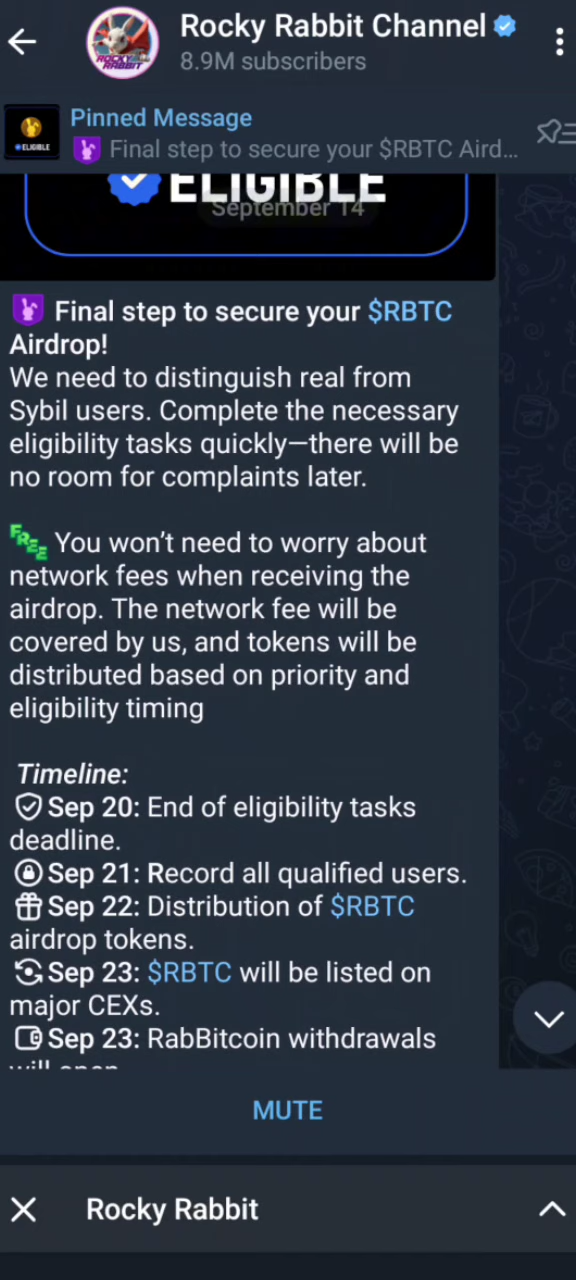 Rocky Rabbit Channel
8.9M subscribers
ROCKY RABBIT
Pinned Message
Final step to secure your $RBTC Aird...
ELIGIBLE
ELIGIBLE
September 14
Final step to secure your $RBTC
Airdrop!
We need to distinguish real from
Sybil users. Complete the necessary
eligibility tasks quickly—there will be
no room for complaints later.
FREE You won't need to worry about
network fees when receiving the
airdrop. The network fee will be
covered by us, and tokens will be
distributed based on priority and
eligibility timing
Timeline:
Sep 20: End of eligibility tasks
deadline.
Sep 21: Record all qualified users.
Sep 22: Distribution of $RBTC
airdrop tokens.
Sep 23: $RBTC will be listed on
major CEXs.
Sep 23: RabBitcoin withdrawals
will open
MUTE
Rocky Rabbit